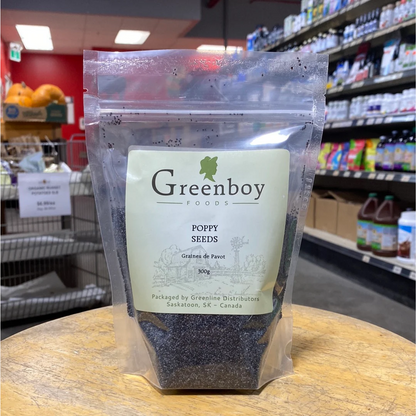 Greenboy
FOODS
POPPY
SEEDS
Graines de Pavot
300g
Packaged by Greenline Distributors
Saskatoon, SK - Canada